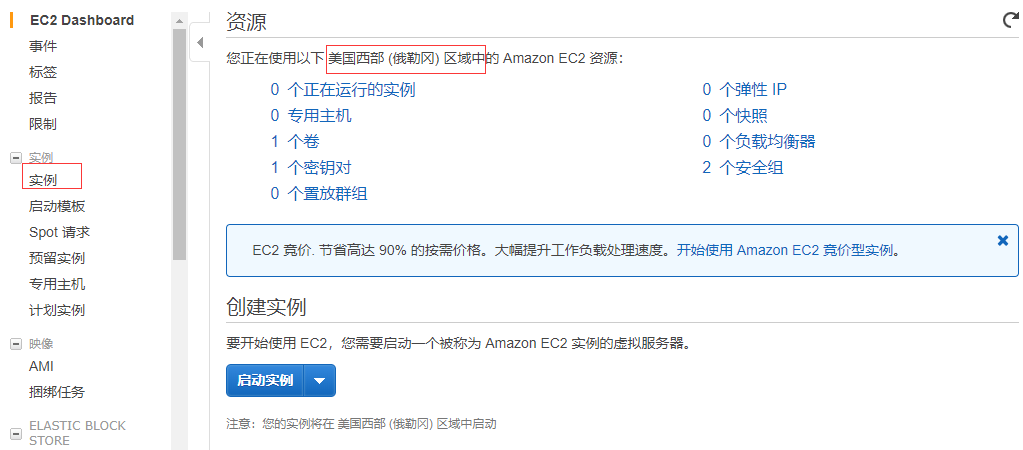 EC2 Dashboard
事件
标签
报告
限制
实例
实例
启动模板
Spot 请求
预留实例
专用主机
计划实例
映像
AMI
捆绑任务
ELASTIC BLOCK
STORE
资源
您正在使用以下 美国西部 (俄勒冈) 区域中的 Amazon EC2 资源：
0 个正在运行的实例
0 个弹性 IP
0 专用主机
0 个快照
1 个卷
0 个负载均衡器
1 个密钥对
2 个安全组
0 个置放群组
EC2 竞价. 节省高达 90% 的按需价格。大幅提升工作负载处理速度。开始使用 Amazon EC2 竞价型实例。
创建实例
要开始使用 EC2，您需要启动一个被称为 Amazon EC2 实例的虚拟服务器。
启动实例
注意：您的实例将在 美国西部 (俄勒冈) 区域中启动